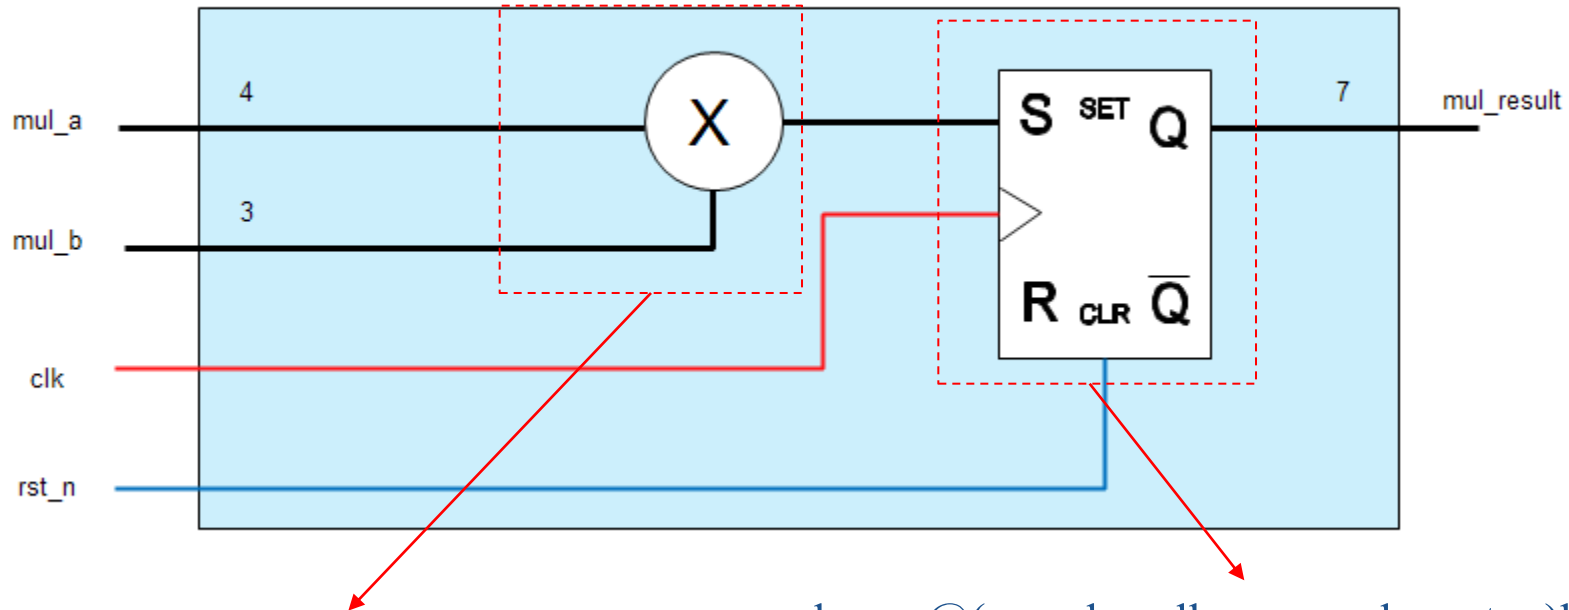 4
7
mul_a
X
S SET Q
mul_result
3
mul_b
R CLR Q̅
clk
rst_n